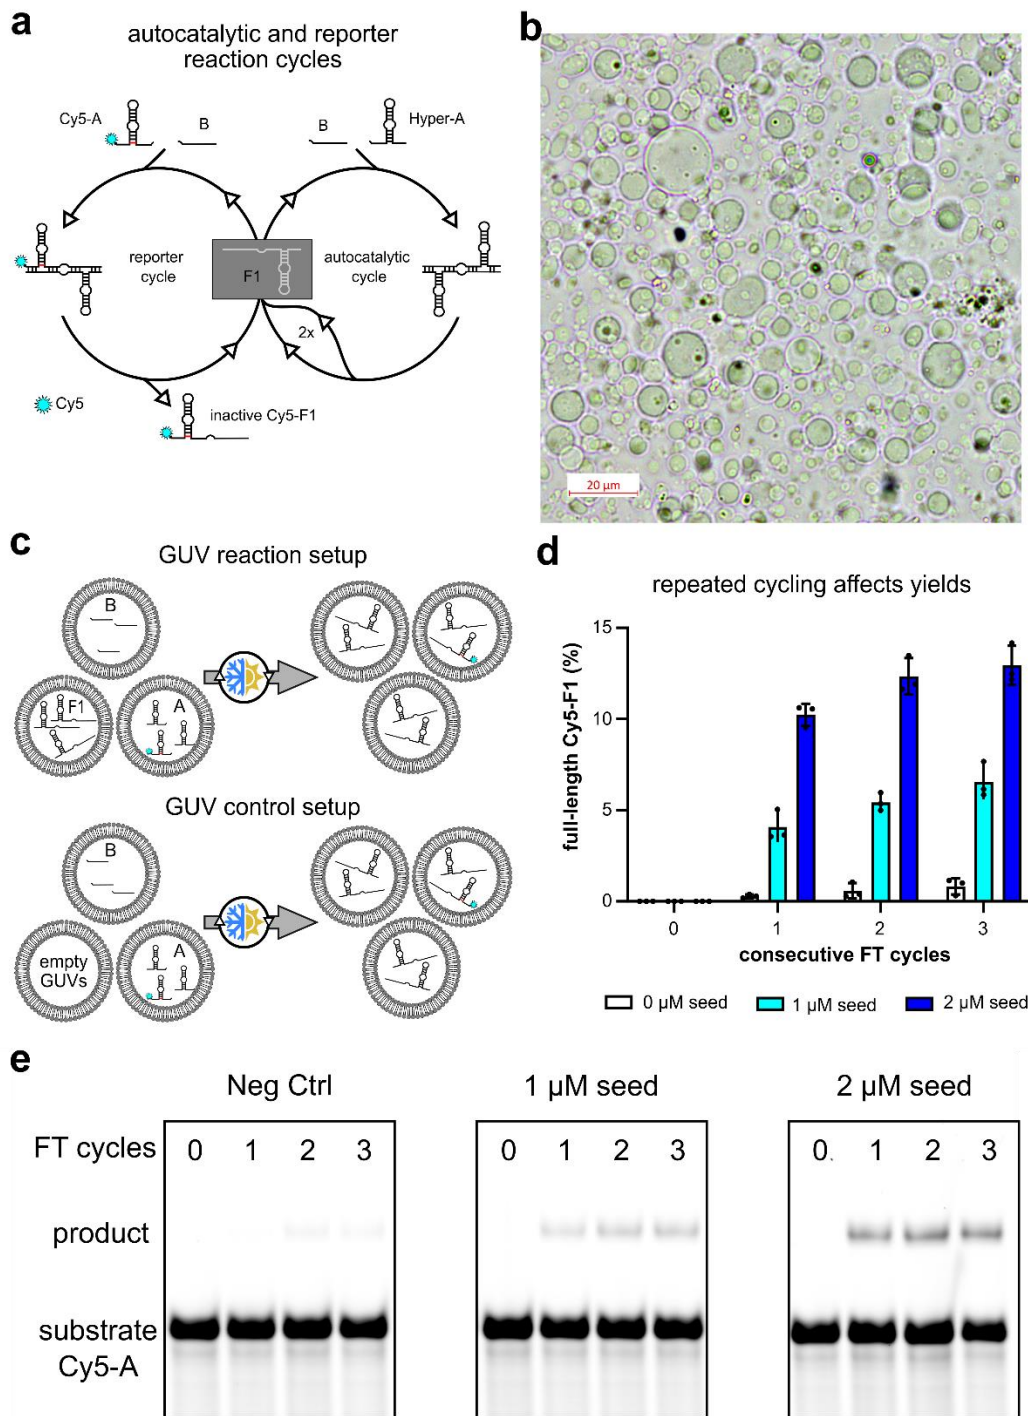 a
autocatalytic and reporter
reaction cycles
Cy5-A
B
B
Hyper-A
reporter
cycle
F1
autocatalytic
cycle
2x
Cy5
inactive Cy5-F1
b
20 µm
c
GUV reaction setup
B
F1
A
GUV control setup
B
empty
GUVs
A
d
repeated cycling affects yields
full-length Cy5-F1 (%)
15
10
5
0
0
1
2
3
consecutive FT cycles
0 µM seed
1 µM seed
2 µM seed
e
Neg Ctrl
1 µM seed
2 µM seed
FT cycles
0 1 2 3
0 1 2 3
0 1 2 3
product
substrate
Cy5-A